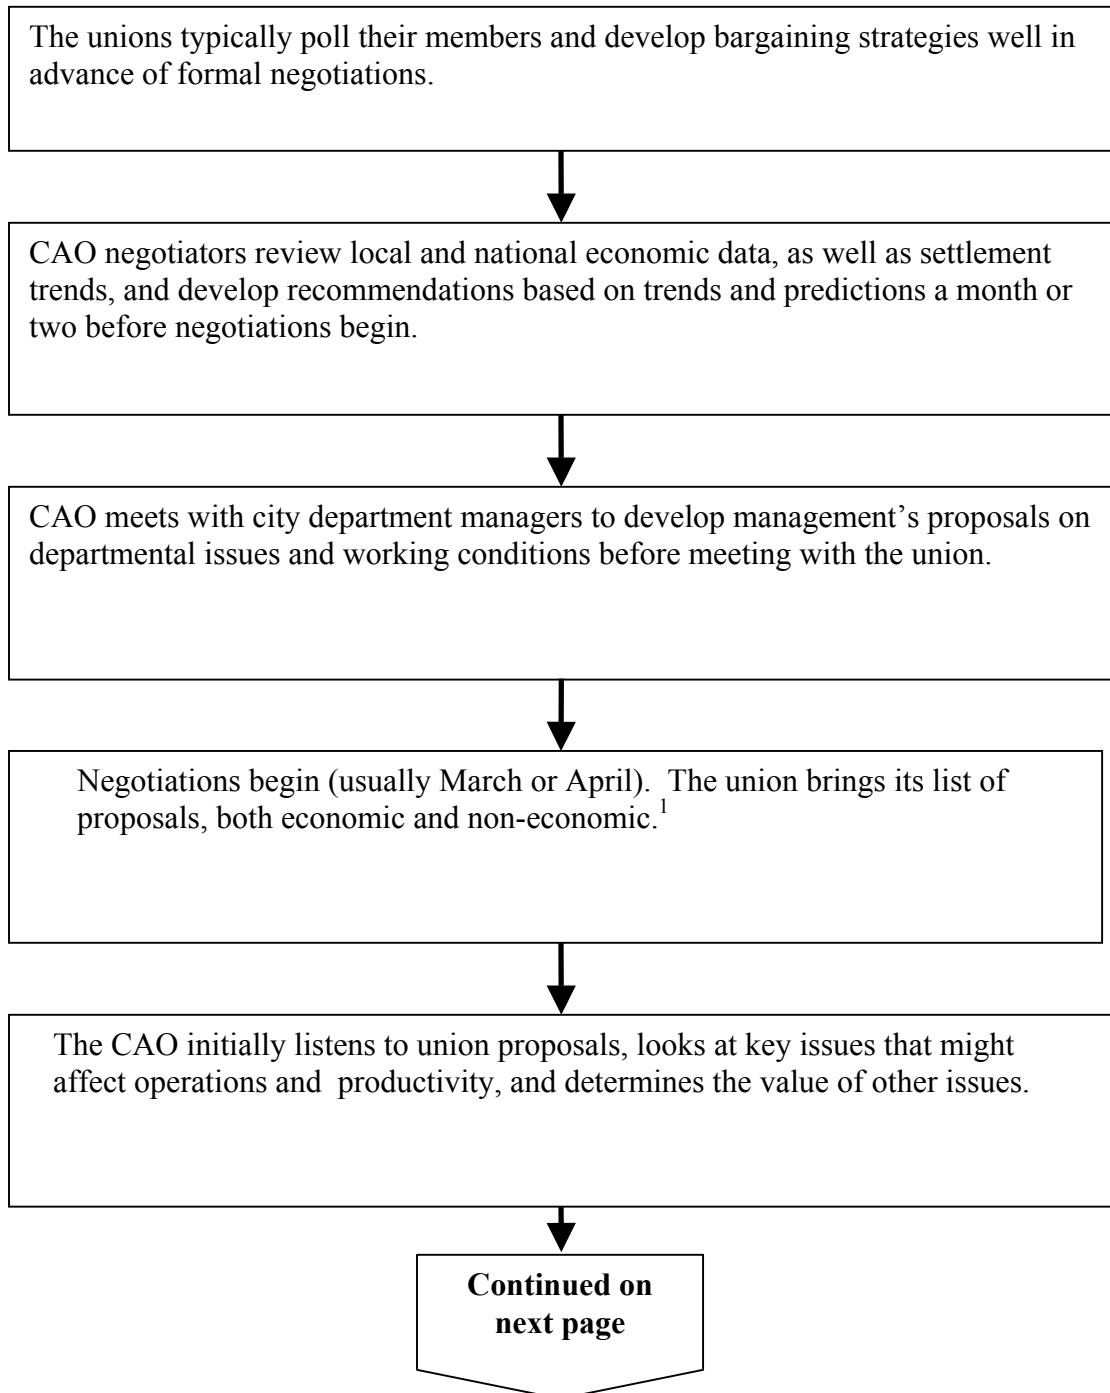 The unions typically poll their members and develop bargaining strategies well in
advance of formal negotiations.
CAO negotiators review local and national economic data, as well as settlement
trends, and develop recommendations based on trends and predictions a month or
two before negotiations begin.
CAO meets with city department managers to develop management’s proposals on
departmental issues and working conditions before meeting with the union.
Negotiations begin (usually March or April).  The union brings its list of
proposals, both economic and non-economic.1
The CAO initially listens to union proposals, looks at key issues that might
affect operations and  productivity, and determines the value of other issues.
Continued on
next page